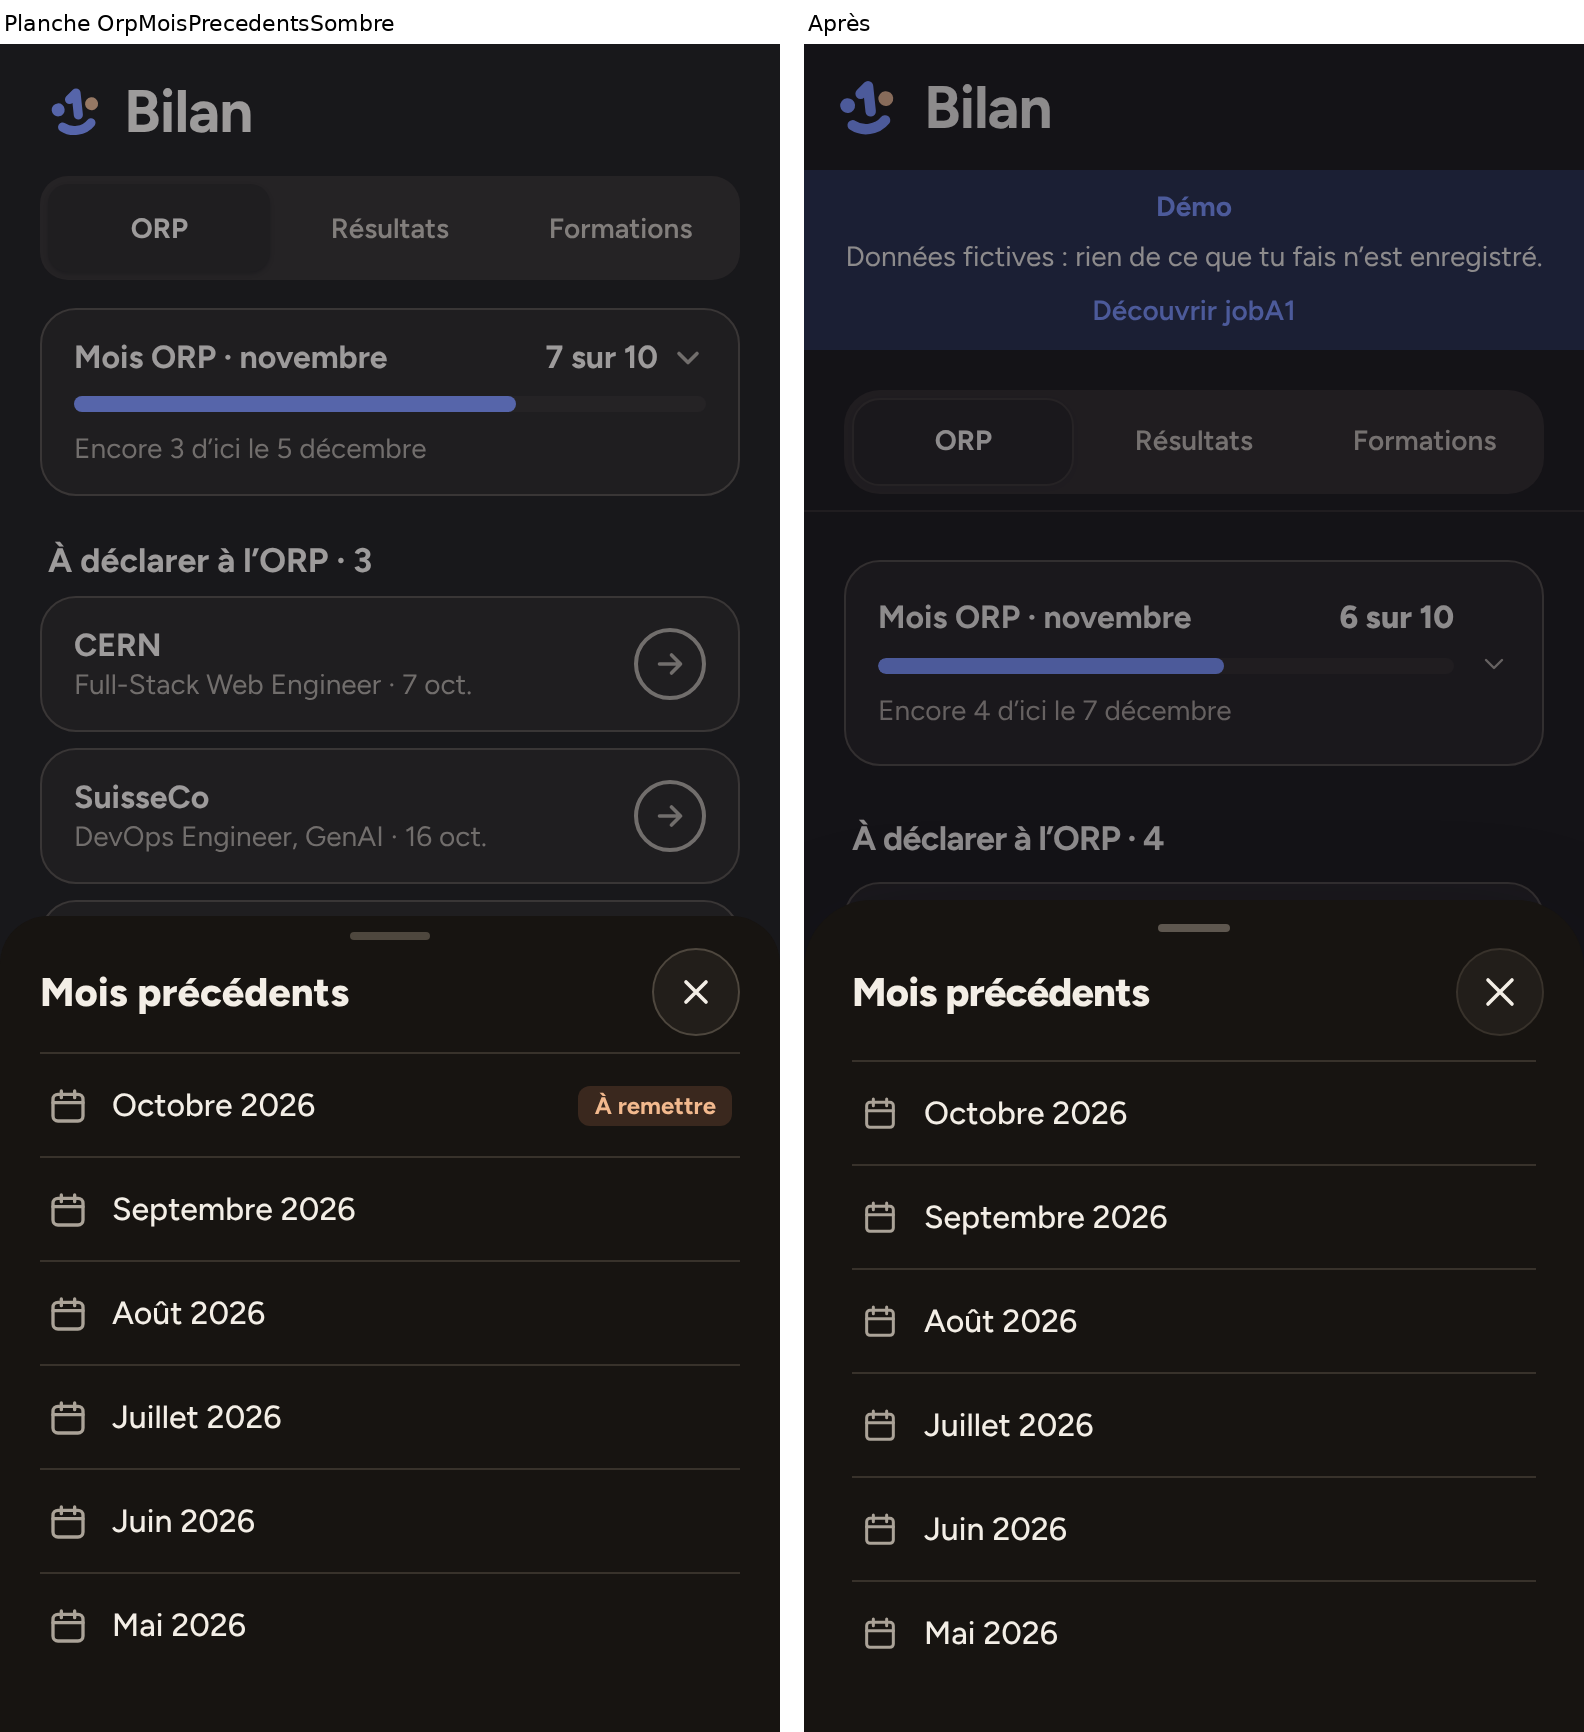 Planche OrpMoisPrecedentsSombre
Bilan
ORP
Résultats
Formations
Mois ORP · novembre
7 sur 10
Encore 3 d’ici le 5 décembre
À déclarer à l’ORP · 3
CERN
Full-Stack Web Engineer · 7 oct.
SuisseCo
DevOps Engineer, GenAI · 16 oct.
Mois précédents
Octobre 2026
À remettre
Septembre 2026
Août 2026
Juillet 2026
Juin 2026
Mai 2026
Après
Bilan
Démo
Données fictives : rien de ce que tu fais n’est enregistré.
Découvrir jobA1
ORP
Résultats
Formations
Mois ORP · novembre
6 sur 10
Encore 4 d’ici le 7 décembre
À déclarer à l’ORP · 4
Mois précédents
Octobre 2026
Septembre 2026
Août 2026
Juillet 2026
Juin 2026
Mai 2026